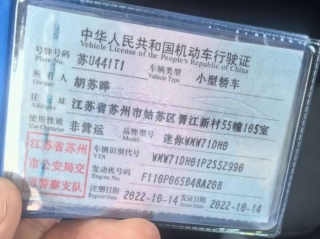 中华人民共和国机动车行驶证
Vehicle License of the People's Republic of China
号牌号码 苏U441T1 车辆类型 小型轿车
Plate No. Vehicle Type
所有人 胡苏晔
Owner
住址 江苏省苏州市姑苏区胥江新村55幢105室
使用性质 非营运 品牌型号 迷你WMW71DH0
Use Character Model
江苏省苏州
市公安局交
通警察支队
车辆识别代号 WMW71DH01P2S52990
VIN
发动机号码 F110P065B48A20B
Engine No.
注册日期 2022-10-14 发证日期 2022-10-14
Register Date Issue Date